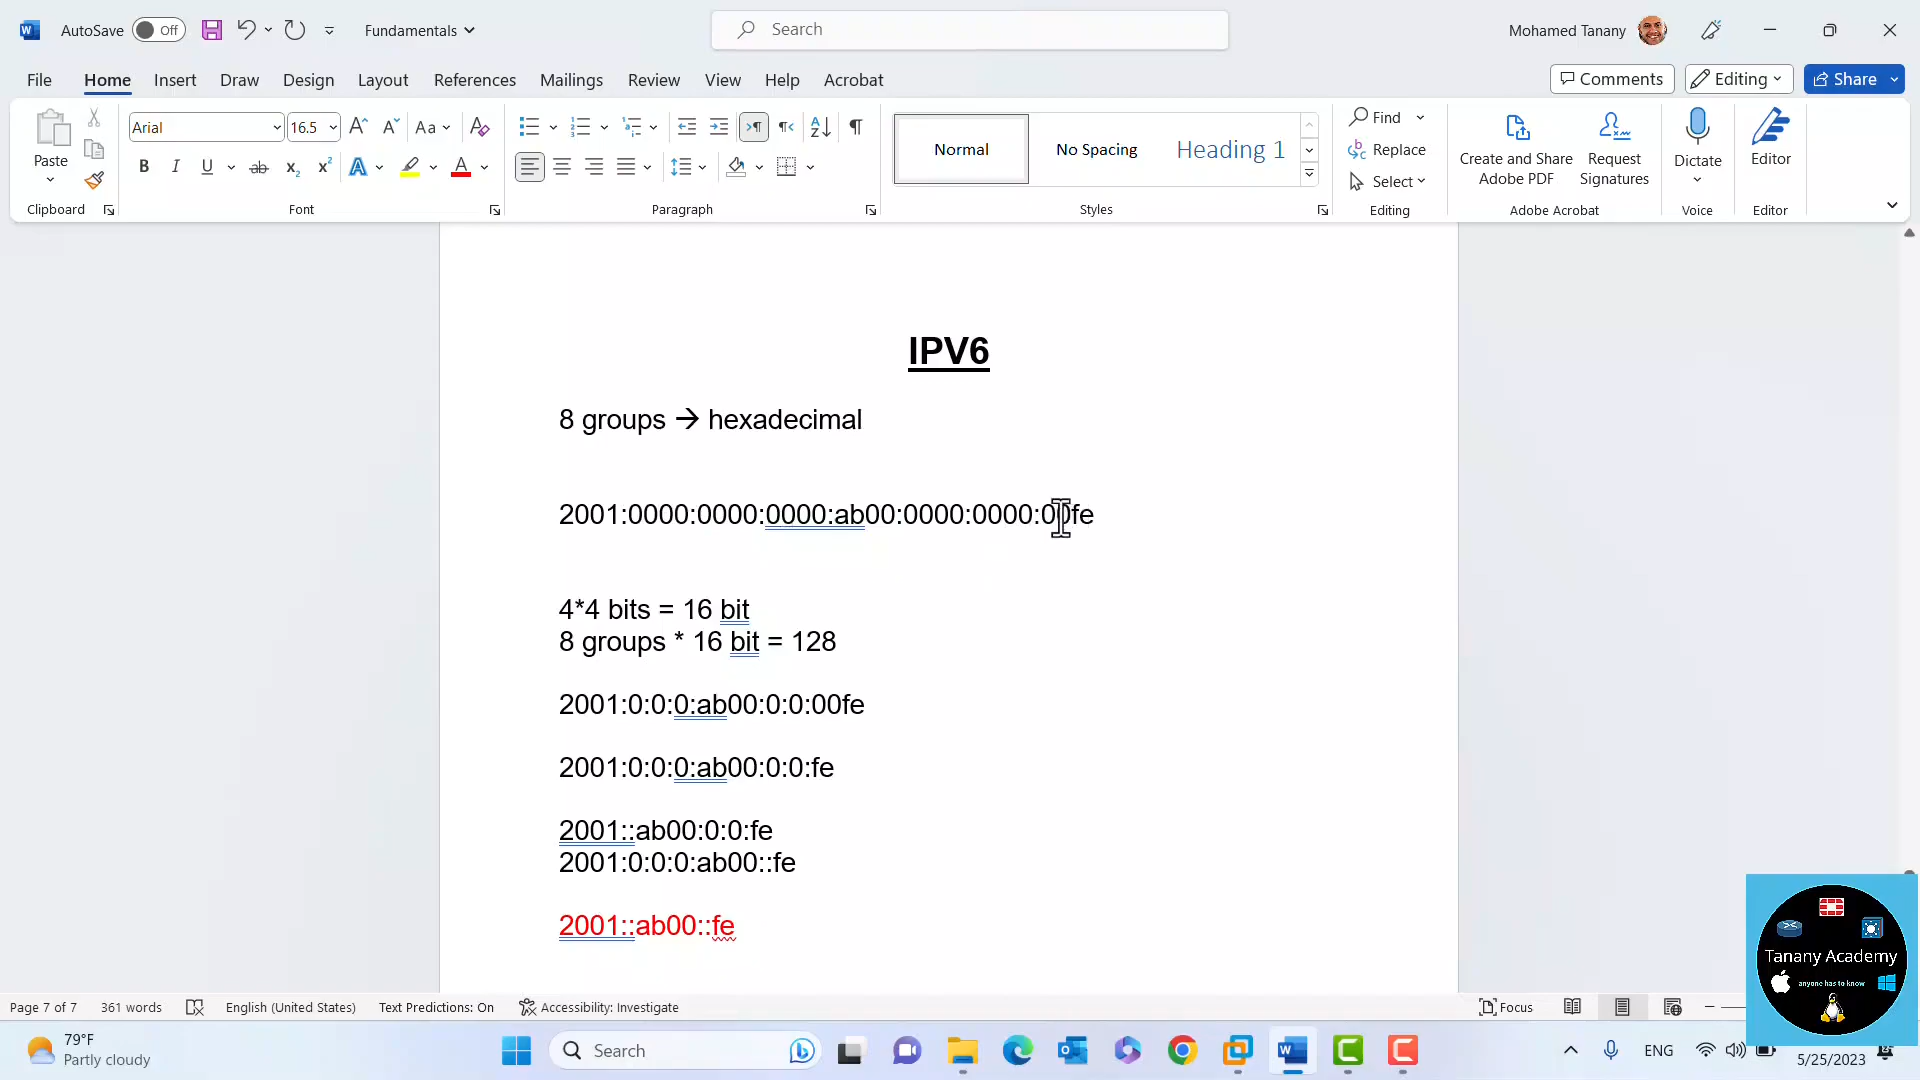 AutoSave Off Fundamentals Search Mohamed Tanany
File Home Insert Draw Design Layout References Mailings Review View Help Acrobat Comments Editing Share
Paste
Clipboard
Arial 16.5
Font
Paragraph
Normal No Spacing Heading 1
Styles
Find
Replace
Select
Editing
Create and Share
Adobe PDF
Request
Signatures
Adobe Acrobat
Dictate
Voice
Editor
Editor
IPV6
8 groups → hexadecimal
2001:0000:0000:0000:ab00:0000:0000:00fe
4*4 bits = 16 bit
8 groups * 16 bit = 128
2001:0:0:0:ab00:0:0:00fe
2001:0:0:0:ab00:0:0:fe
2001::ab00:0:0:fe
2001:0:0:0:ab00::fe
2001::ab00::fe
Tanany Academy
anyone has to know
Page 7 of 7 361 words English (United States) Text Predictions: On Accessibility: Investigate Focus
79°F
Partly cloudy
Search
ENG
5/25/2023